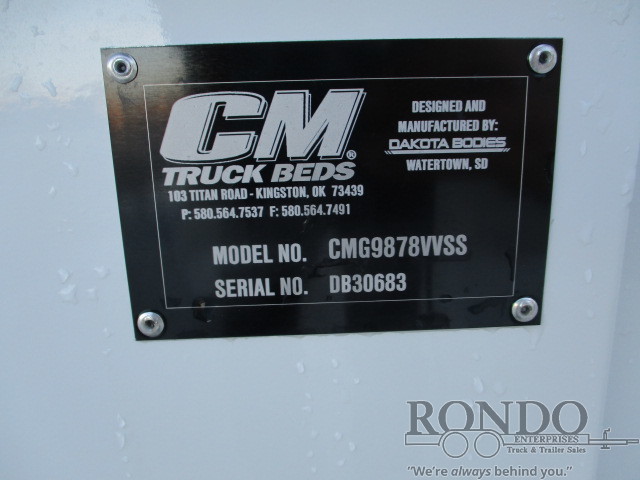 CM®
TRUCK BEDS
103 TITAN ROAD - KINGSTON, OK 73439
P: 580.564.7537 F: 580.564.7491
DESIGNED AND
MANUFACTURED BY:
DAKOTA BODIES
WATERTOWN, SD
MODEL NO. CMG9878VVSS
SERIAL NO. DB30683
RONDO
ENTERPRISES
Truck & Trailer Sales
"We're always behind you."